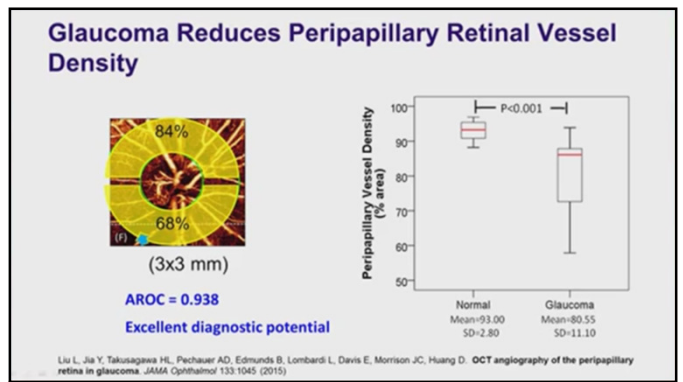 Glaucoma Reduces Peripapillary Retinal Vessel
Density
84%
68%
(F)
(3x3 mm)
AROC = 0.938
Excellent diagnostic potential
Peripapillary Vessel Density
(% area)
100
90
80
70
60
50
P<0.001
Normal
Mean=93.00
SD=2.80
Glaucoma
Mean=80.55
SD=11.10
Liu L, Jia Y, Takusagawa HL, Pechauer AD, Edmunds B, Lombardi L, Davis E, Morrison JC, Huang D. OCT angiography of the peripapillary
retina in glaucoma. JAMA Ophthalmol 133:1045 (2015)